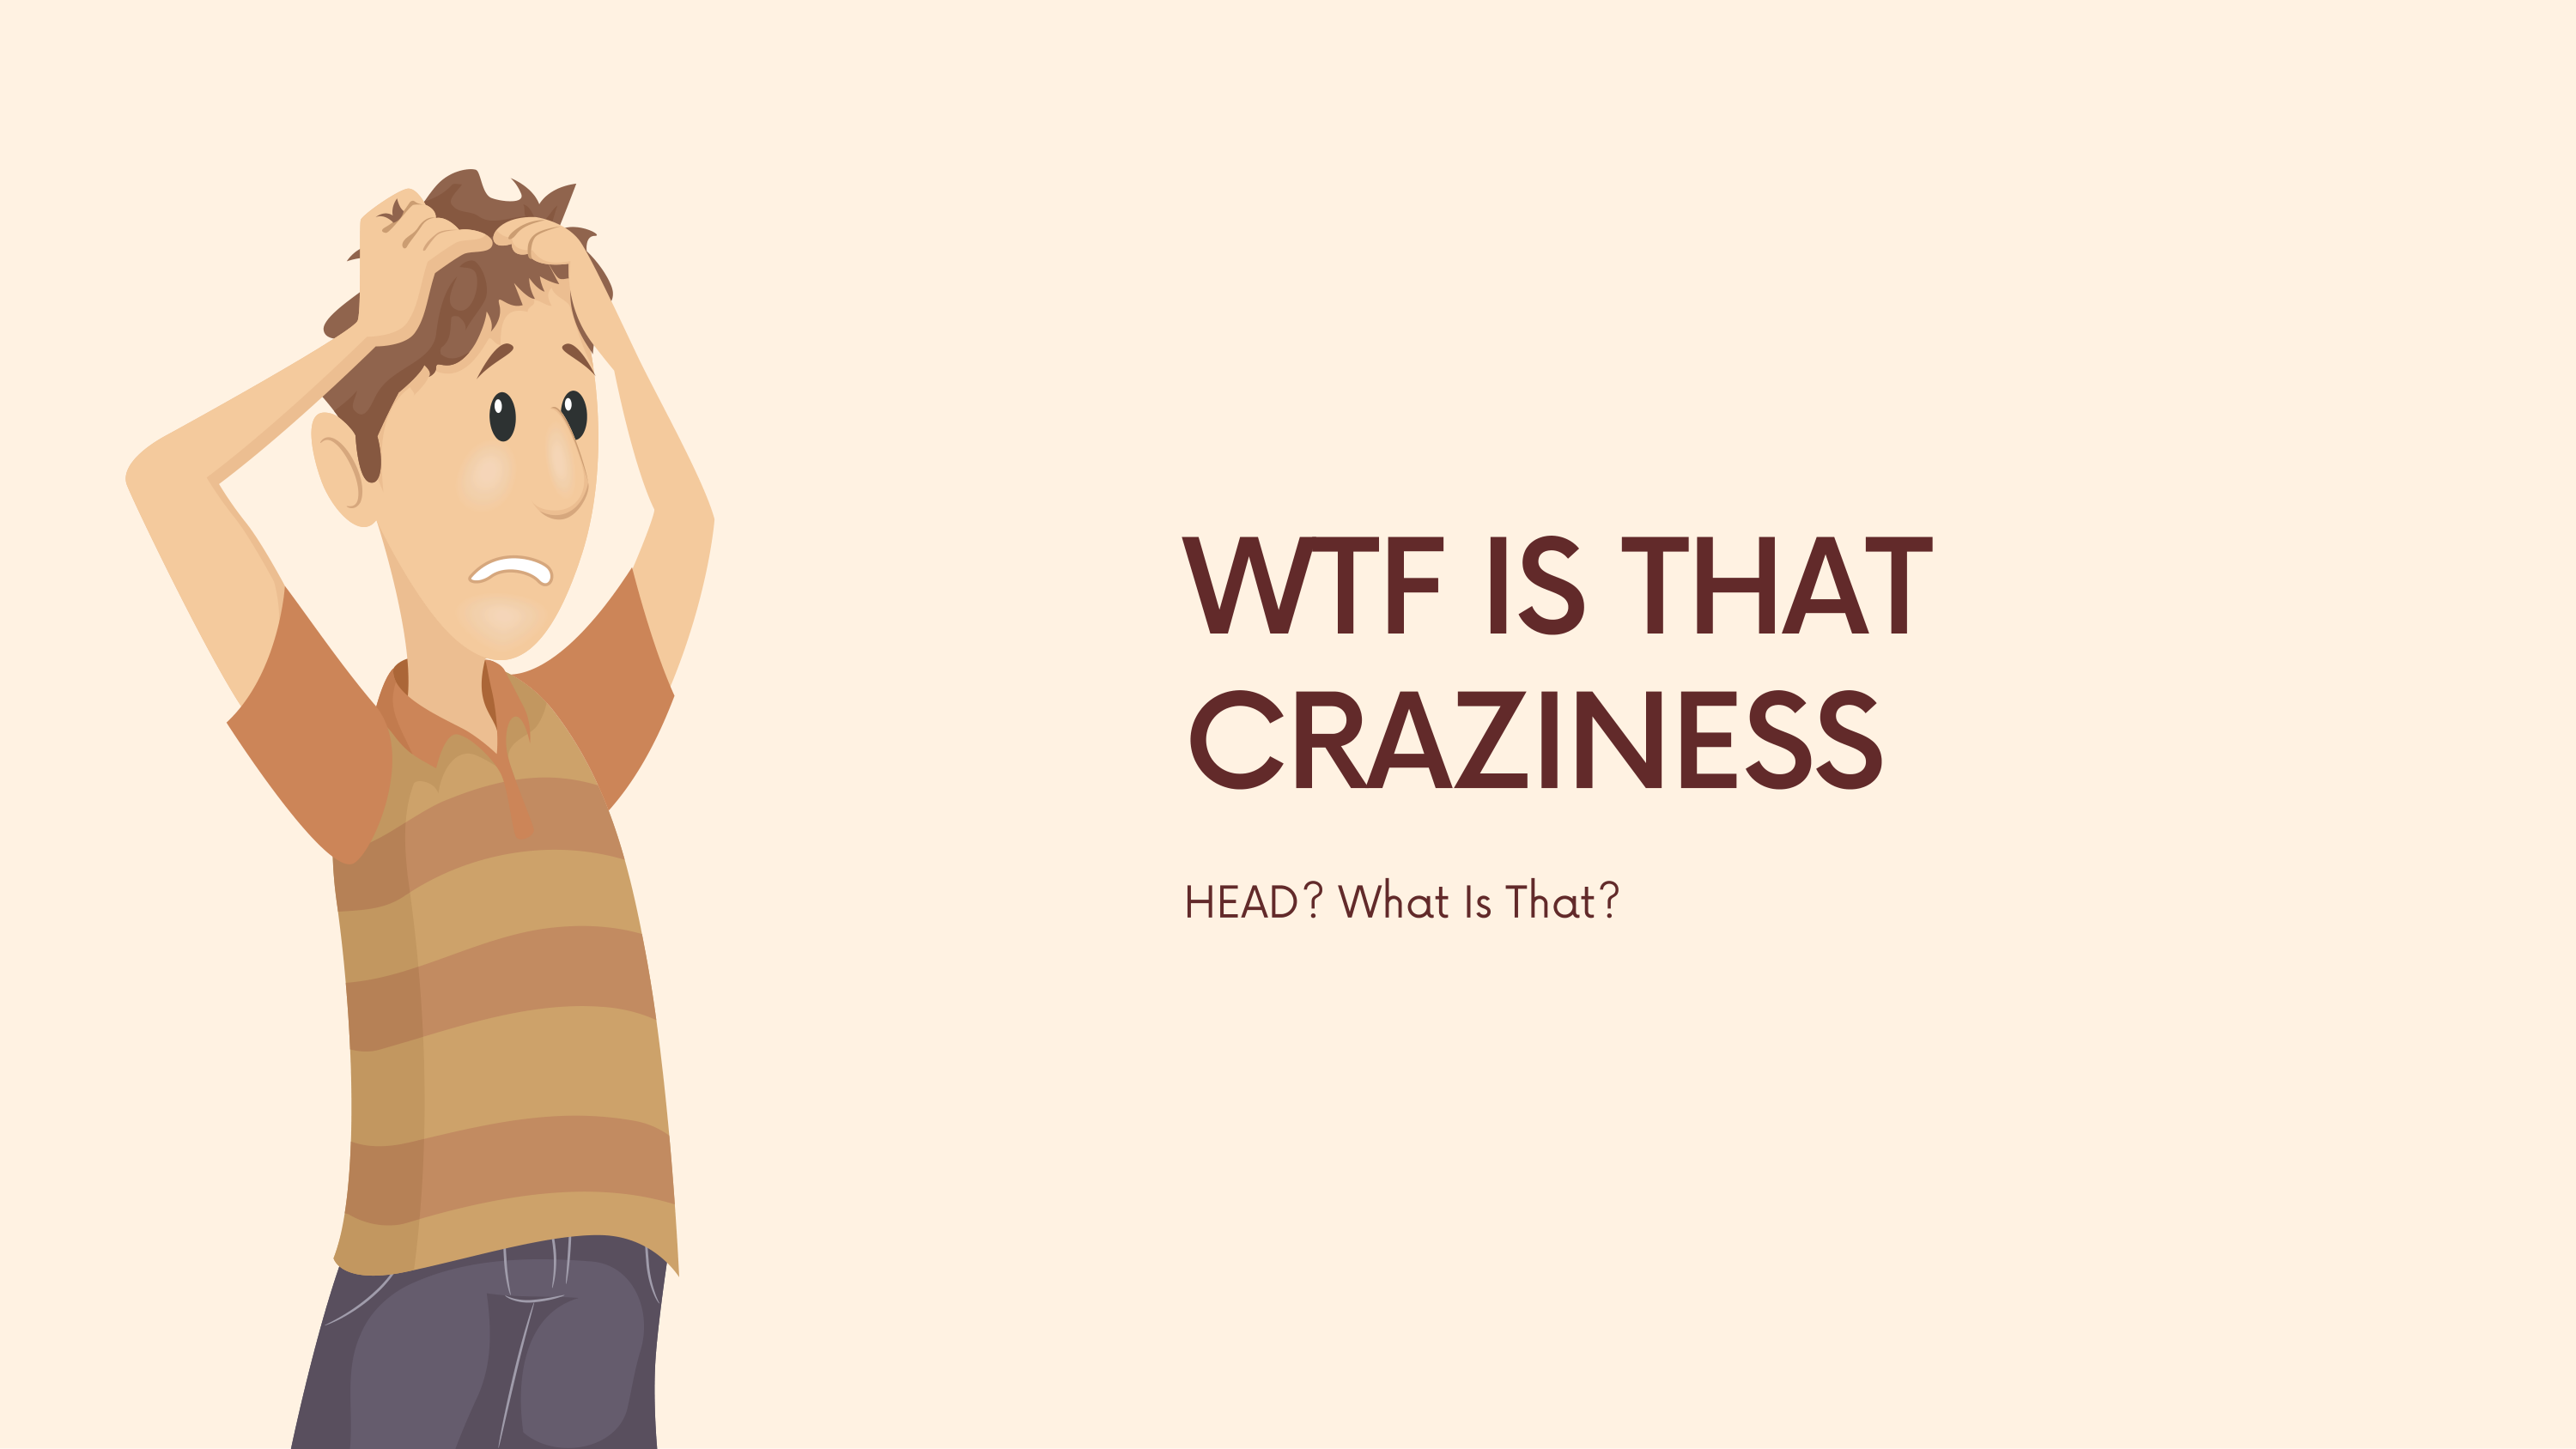 WTF IS THAT
CRAZINESS
HEAD? What Is That?